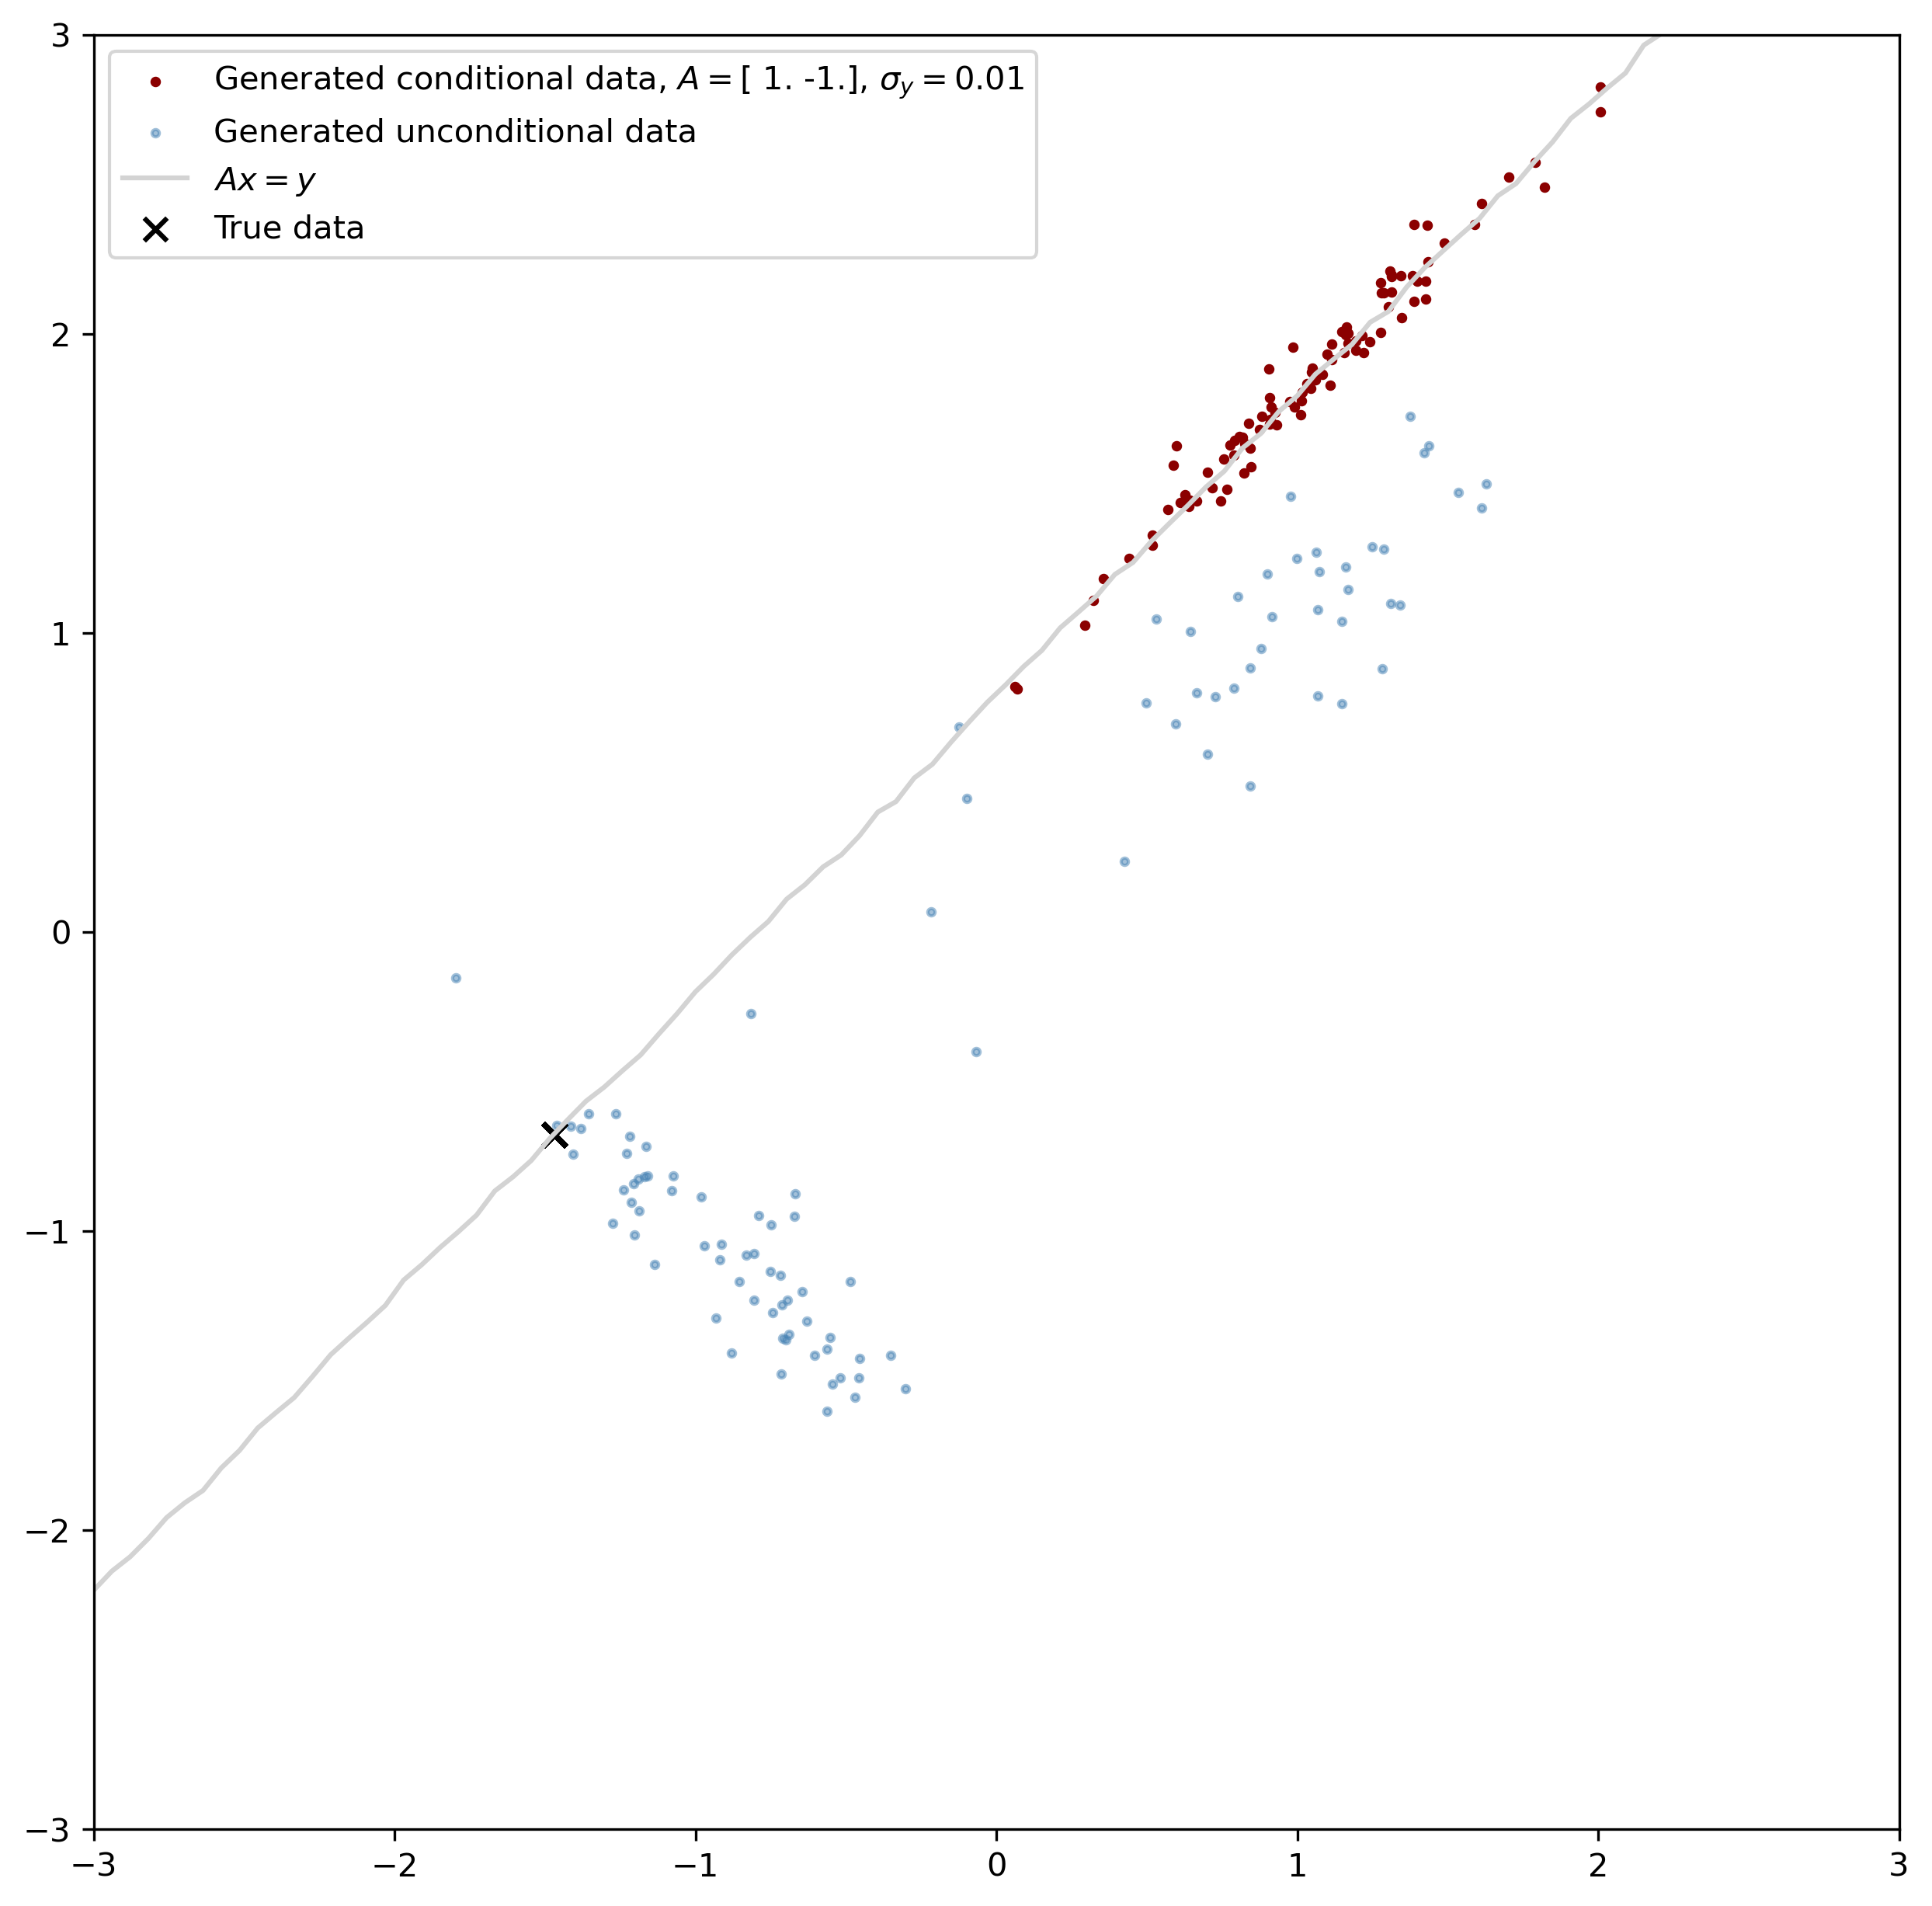 3
Generated conditional data, A = [ 1. -1.], σ_y = 0.01
Generated unconditional data
Ax = y
True data
2
1
0
−1
−2
−3
−3 −2 −1 0 1 2 3